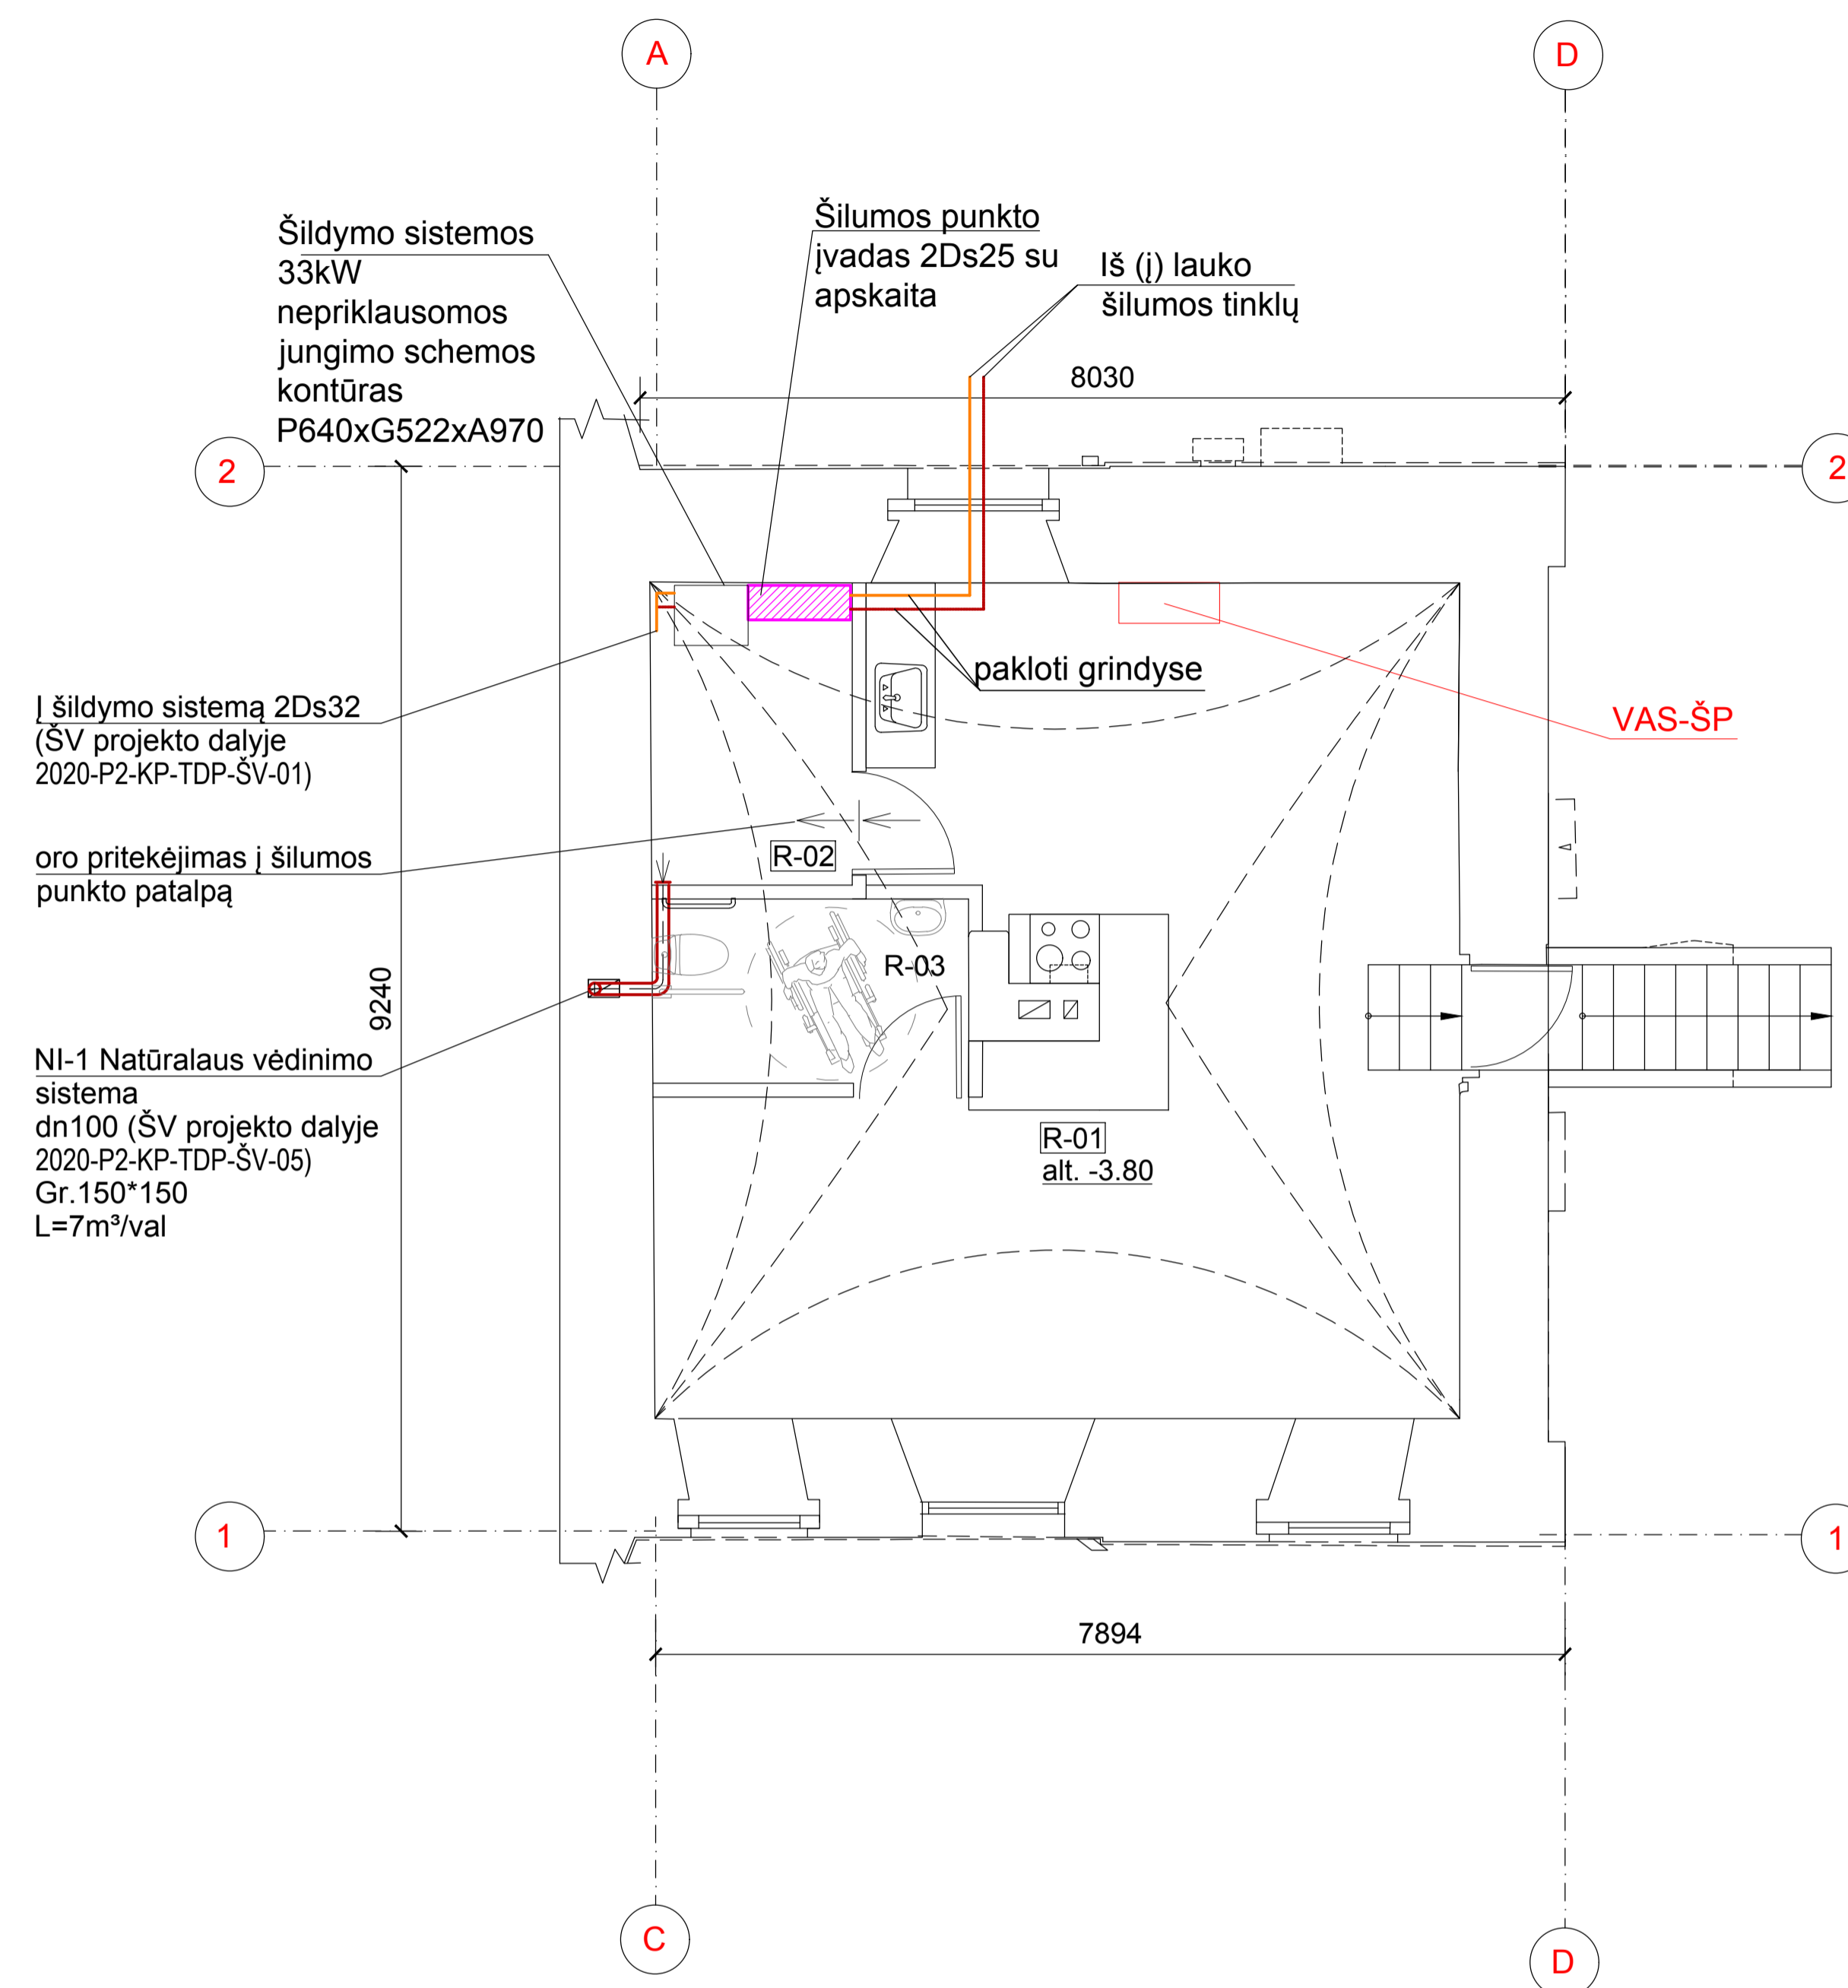 A
D
Šildymo sistemos
33kW
nepriklausomos
jungimo schemos
kontūras
P640xG522xA970
Šilumos punkto
įvadas 2Ds25 su
apskaita
Iš (į) lauko
šilumos tinklų
8030
2
2
pakloti grindyse
VAS-ŠP
Į šildymo sistemą 2Ds32
(ŠV projekto dalyje
2020-P2-KP-TDP-ŠV-01)
oro pritekėjimas į šilumos
punkto patalpą
R-02
R-03
9240
NI-1 Natūralaus vėdinimo
sistema
dn100 (ŠV projekto dalyje
2020-P2-KP-TDP-ŠV-05)
Gr.150*150
L=7m³/val
R-01
alt. -3.80
1
1
7894
C
D